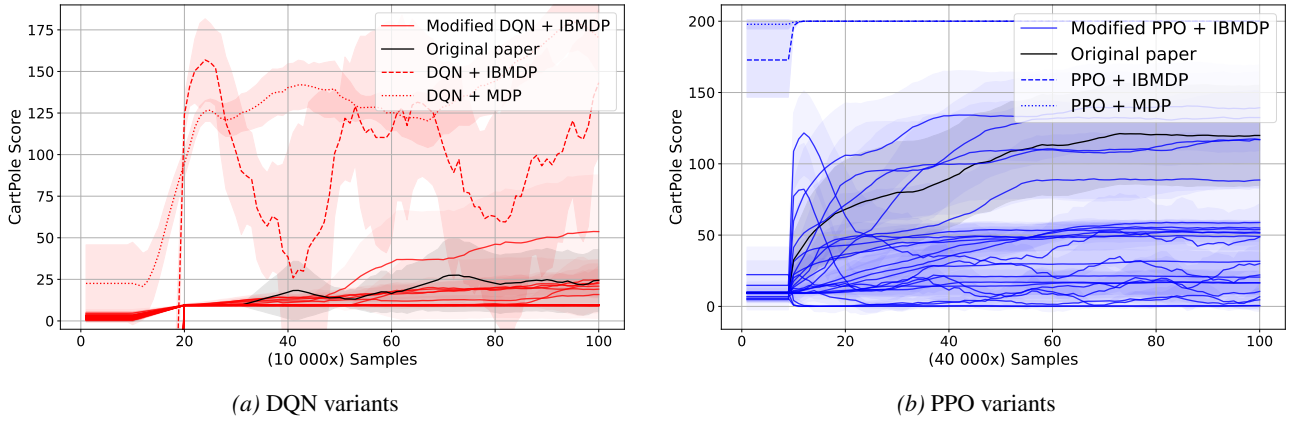 175
150
125
100
75
50
25
0
CartPole Score
0
20
40
60
80
100
(10 000x) Samples
Modified DQN + IBMDP
Original paper
DQN + IBMDP
DQN + MDP
(a) DQN variants
200
150
100
50
0
CartPole Score
0
20
40
60
80
100
(40 000x) Samples
Modified PPO + IBMDP
Original paper
PPO + IBMDP
PPO + MDP
(b) PPO variants